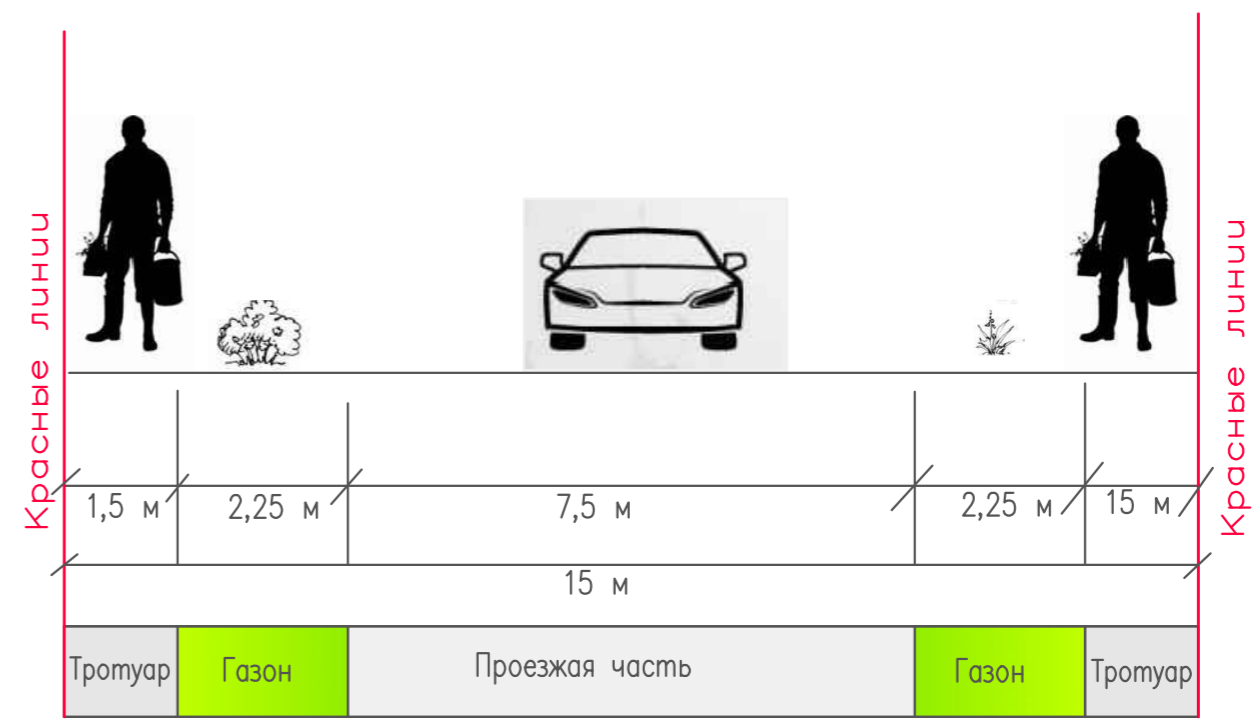 Красные линии
Красные линии
1,5 м
2,25 м
7,5 м
2,25 м
15 м
15 м
Тротуар
Газон
Проезжая часть
Газон
Тротуар